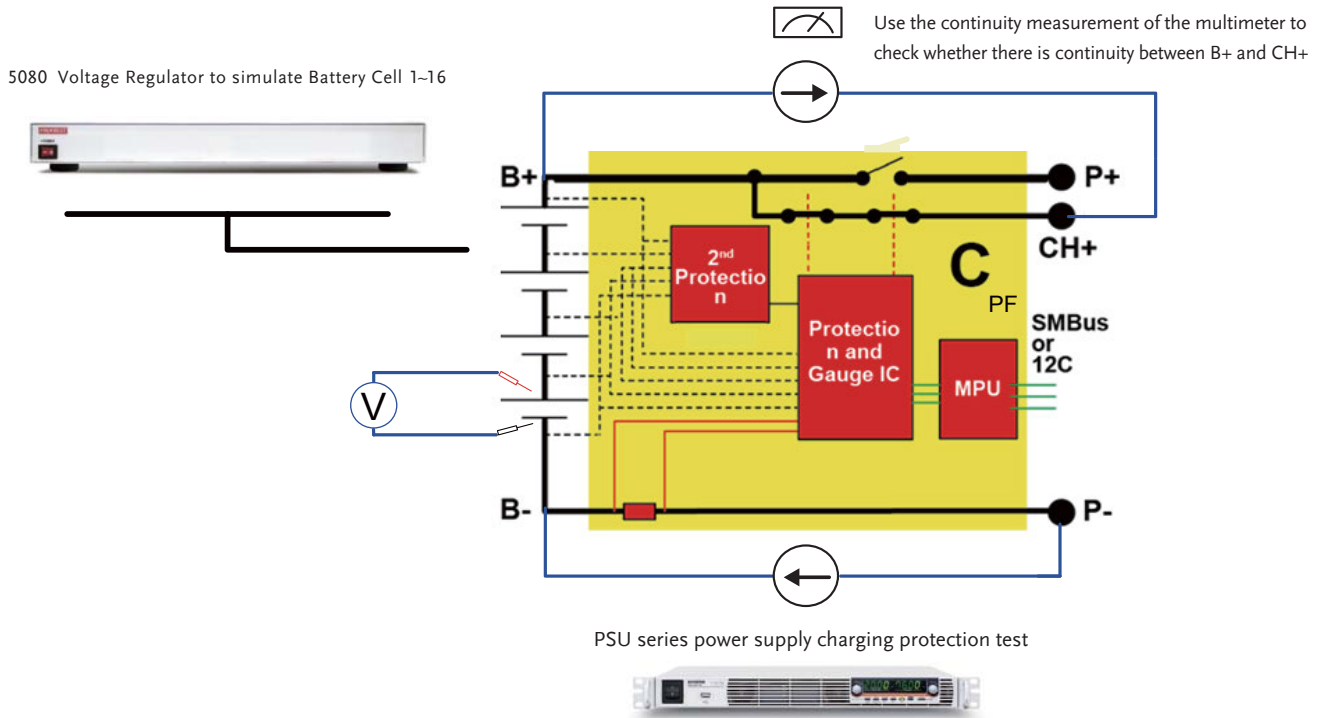 Use the continuity measurement of the multimeter to
check whether there is continuity between B+ and CH+
5080 Voltage Regulator to simulate Battery Cell 1~16
B+
P+
CH+
2nd
Protectio
n
C
PF
Protectio
n and
Gauge IC
MPU
SMBus
or
12C
V
B-
P-
PSU series power supply charging protection test